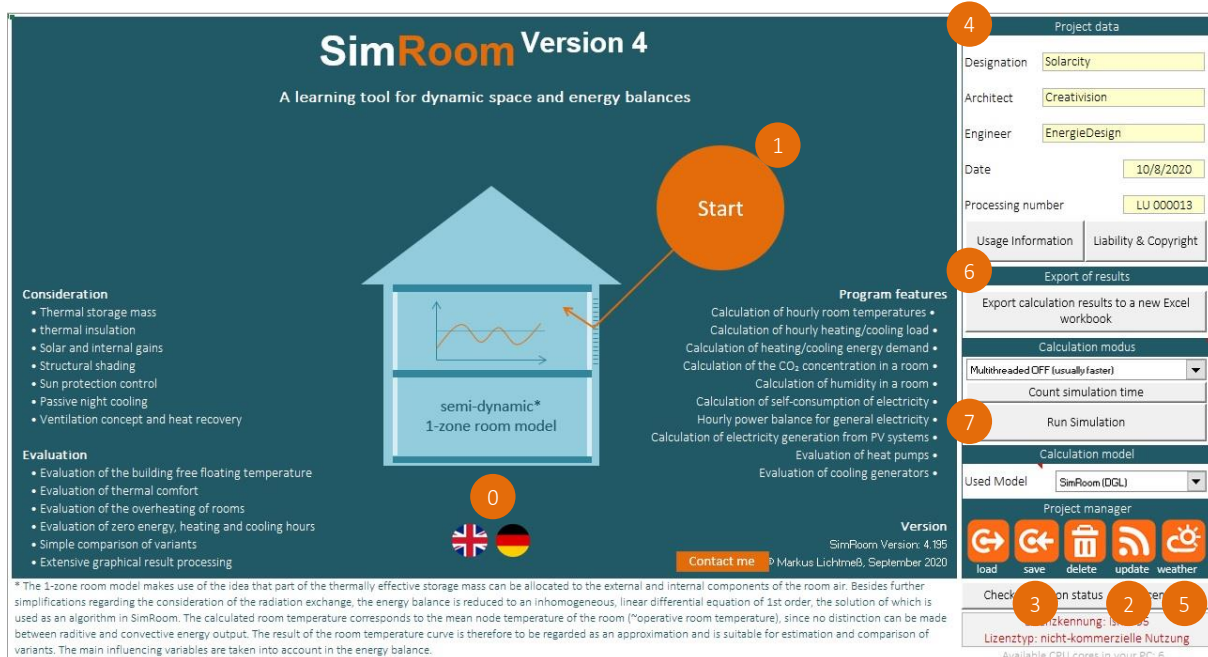 SimRoom Version 4
A learning tool for dynamic space and energy balances
1
Start
semi-dynamic*
1-zone room model
0
Consideration
• Thermal storage mass
• thermal insulation
• Solar and internal gains
• Structural shading
• Sun protection control
• Passive night cooling
• Ventilation concept and heat recovery
Evaluation
• Evaluation of the building free floating temperature
• Evaluation of thermal comfort
• Evaluation of the overheating of rooms
• Evaluation of zero energy, heating and cooling hours
• Simple comparison of variants
• Extensive graphical result processing
Program features
Calculation of hourly room temperatures •
Calculation of hourly heating/cooling load •
Calculation of heating/cooling energy demand •
Calculation of the CO₂ concentration in a room •
Calculation of humidity in a room •
Calculation of self-consumption of electricity •
Hourly power balance for general electricity •
Calculation of electricity generation from PV systems •
Evaluation of heat pumps •
Evaluation of cooling generators •
Version
SimRoom Version: 4.195
Contact me Markus Lichtmeß, September 2020
* The 1-zone room model makes use of the idea that part of the thermally effective storage mass can be allocated to the external and internal components of the room air. Besides further
simplifications regarding the consideration of the radiation exchange, the energy balance is reduced to an inhomogeneous, linear differential equation of 1st order, the solution of which is
used as an algorithm in SimRoom. The calculated room temperature corresponds to the mean node temperature of the room (~operative room temperature), since no distinction can be made
between raditive and convective energy output. The result of the room temperature curve is therefore to be regarded as an approximation and is suitable for estimation and comparison of
variants. The main influencing variables are taken into account in the energy balance.
4
Project data
Designation Solarcity
Architect Creativision
Engineer EnergieDesign
Date 10/8/2020
Processing number LU 000013
Usage Information Liability & Copyright
6
Export of results
Export calculation results to a new Excel
workbook
Calculation modus
Multithreaded OFF (usually faster)
Count simulation time
7
Run Simulation
Calculation model
Used Model SimRoom (DGL)
Project manager
load save delete update weather
Check on status
3 2 5
Lizenztyp: nicht-kommerzielle Nutzung
Available CPU cores in your PC: 6